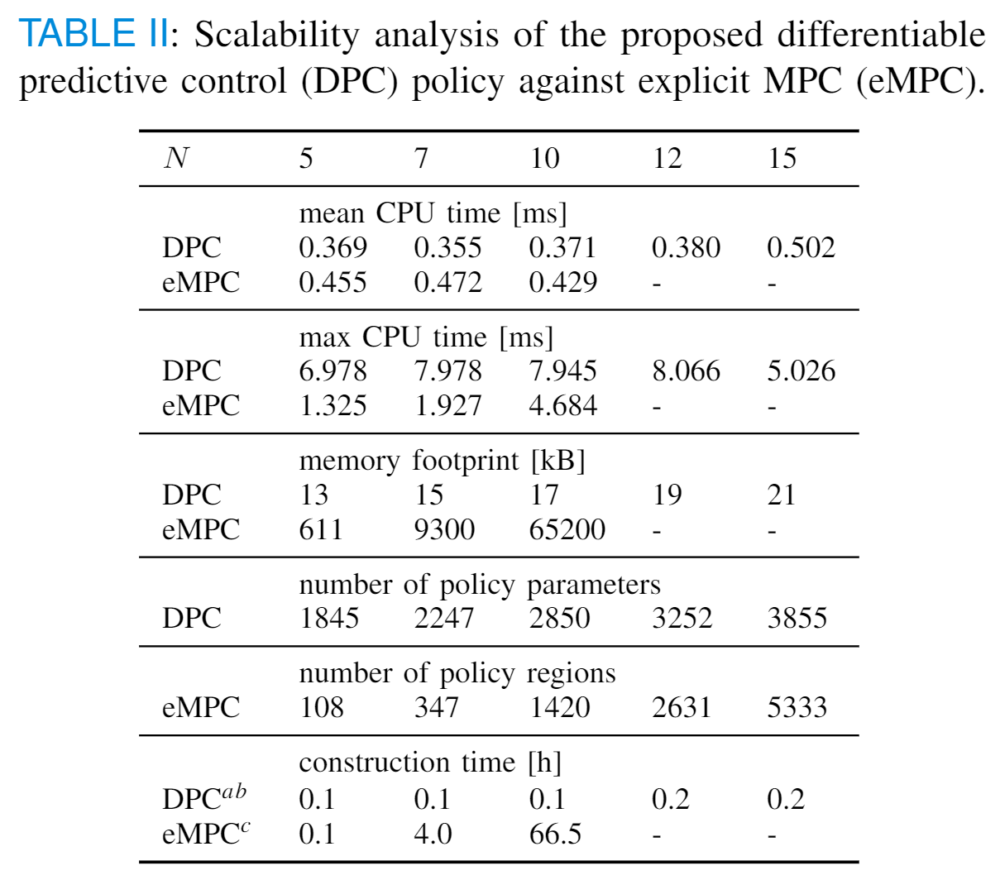 TABLE II: Scalability analysis of the proposed differentiable
predictive control (DPC) policy against explicit MPC (eMPC).
N 5 7 10 12 15
mean CPU time [ms]
DPC 0.369 0.355 0.371 0.380 0.502
eMPC 0.455 0.472 0.429 - -
max CPU time [ms]
DPC 6.978 7.978 7.945 8.066 5.026
eMPC 1.325 1.927 4.684 - -
memory footprint [kB]
DPC 13 15 17 19 21
eMPC 611 9300 65200 - -
number of policy parameters
DPC 1845 2247 2850 3252 3855
number of policy regions
eMPC 108 347 1420 2631 5333
construction time [h]
DPCᵃᵇ 0.1 0.1 0.1 0.2 0.2
eMPCᶜ 0.1 4.0 66.5 - -